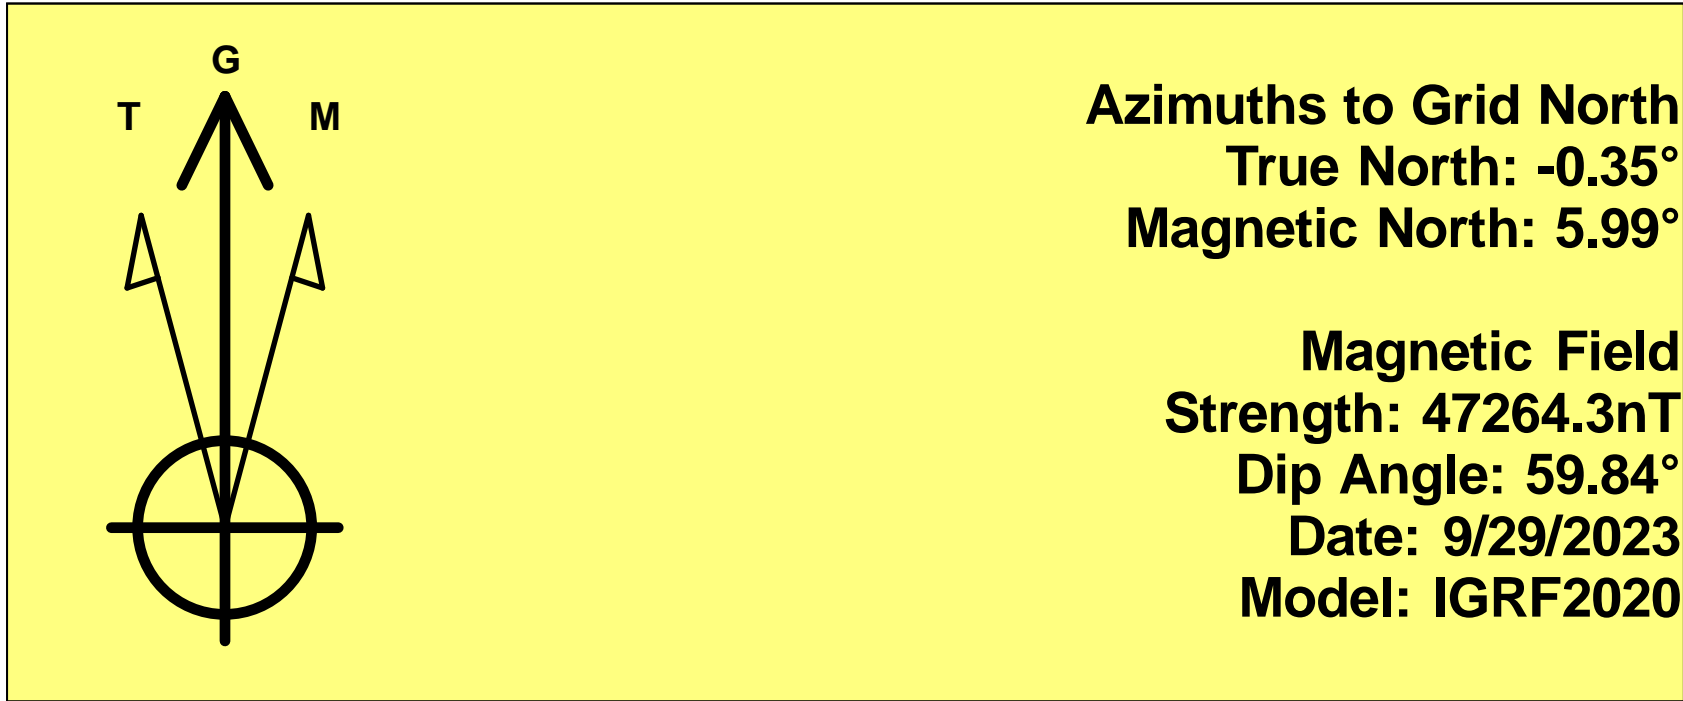 G
T M
Azimuths to Grid North
True North: -0.35°
Magnetic North: 5.99°
Magnetic Field
Strength: 47264.3nT
Dip Angle: 59.84°
Date: 9/29/2023
Model: IGRF2020